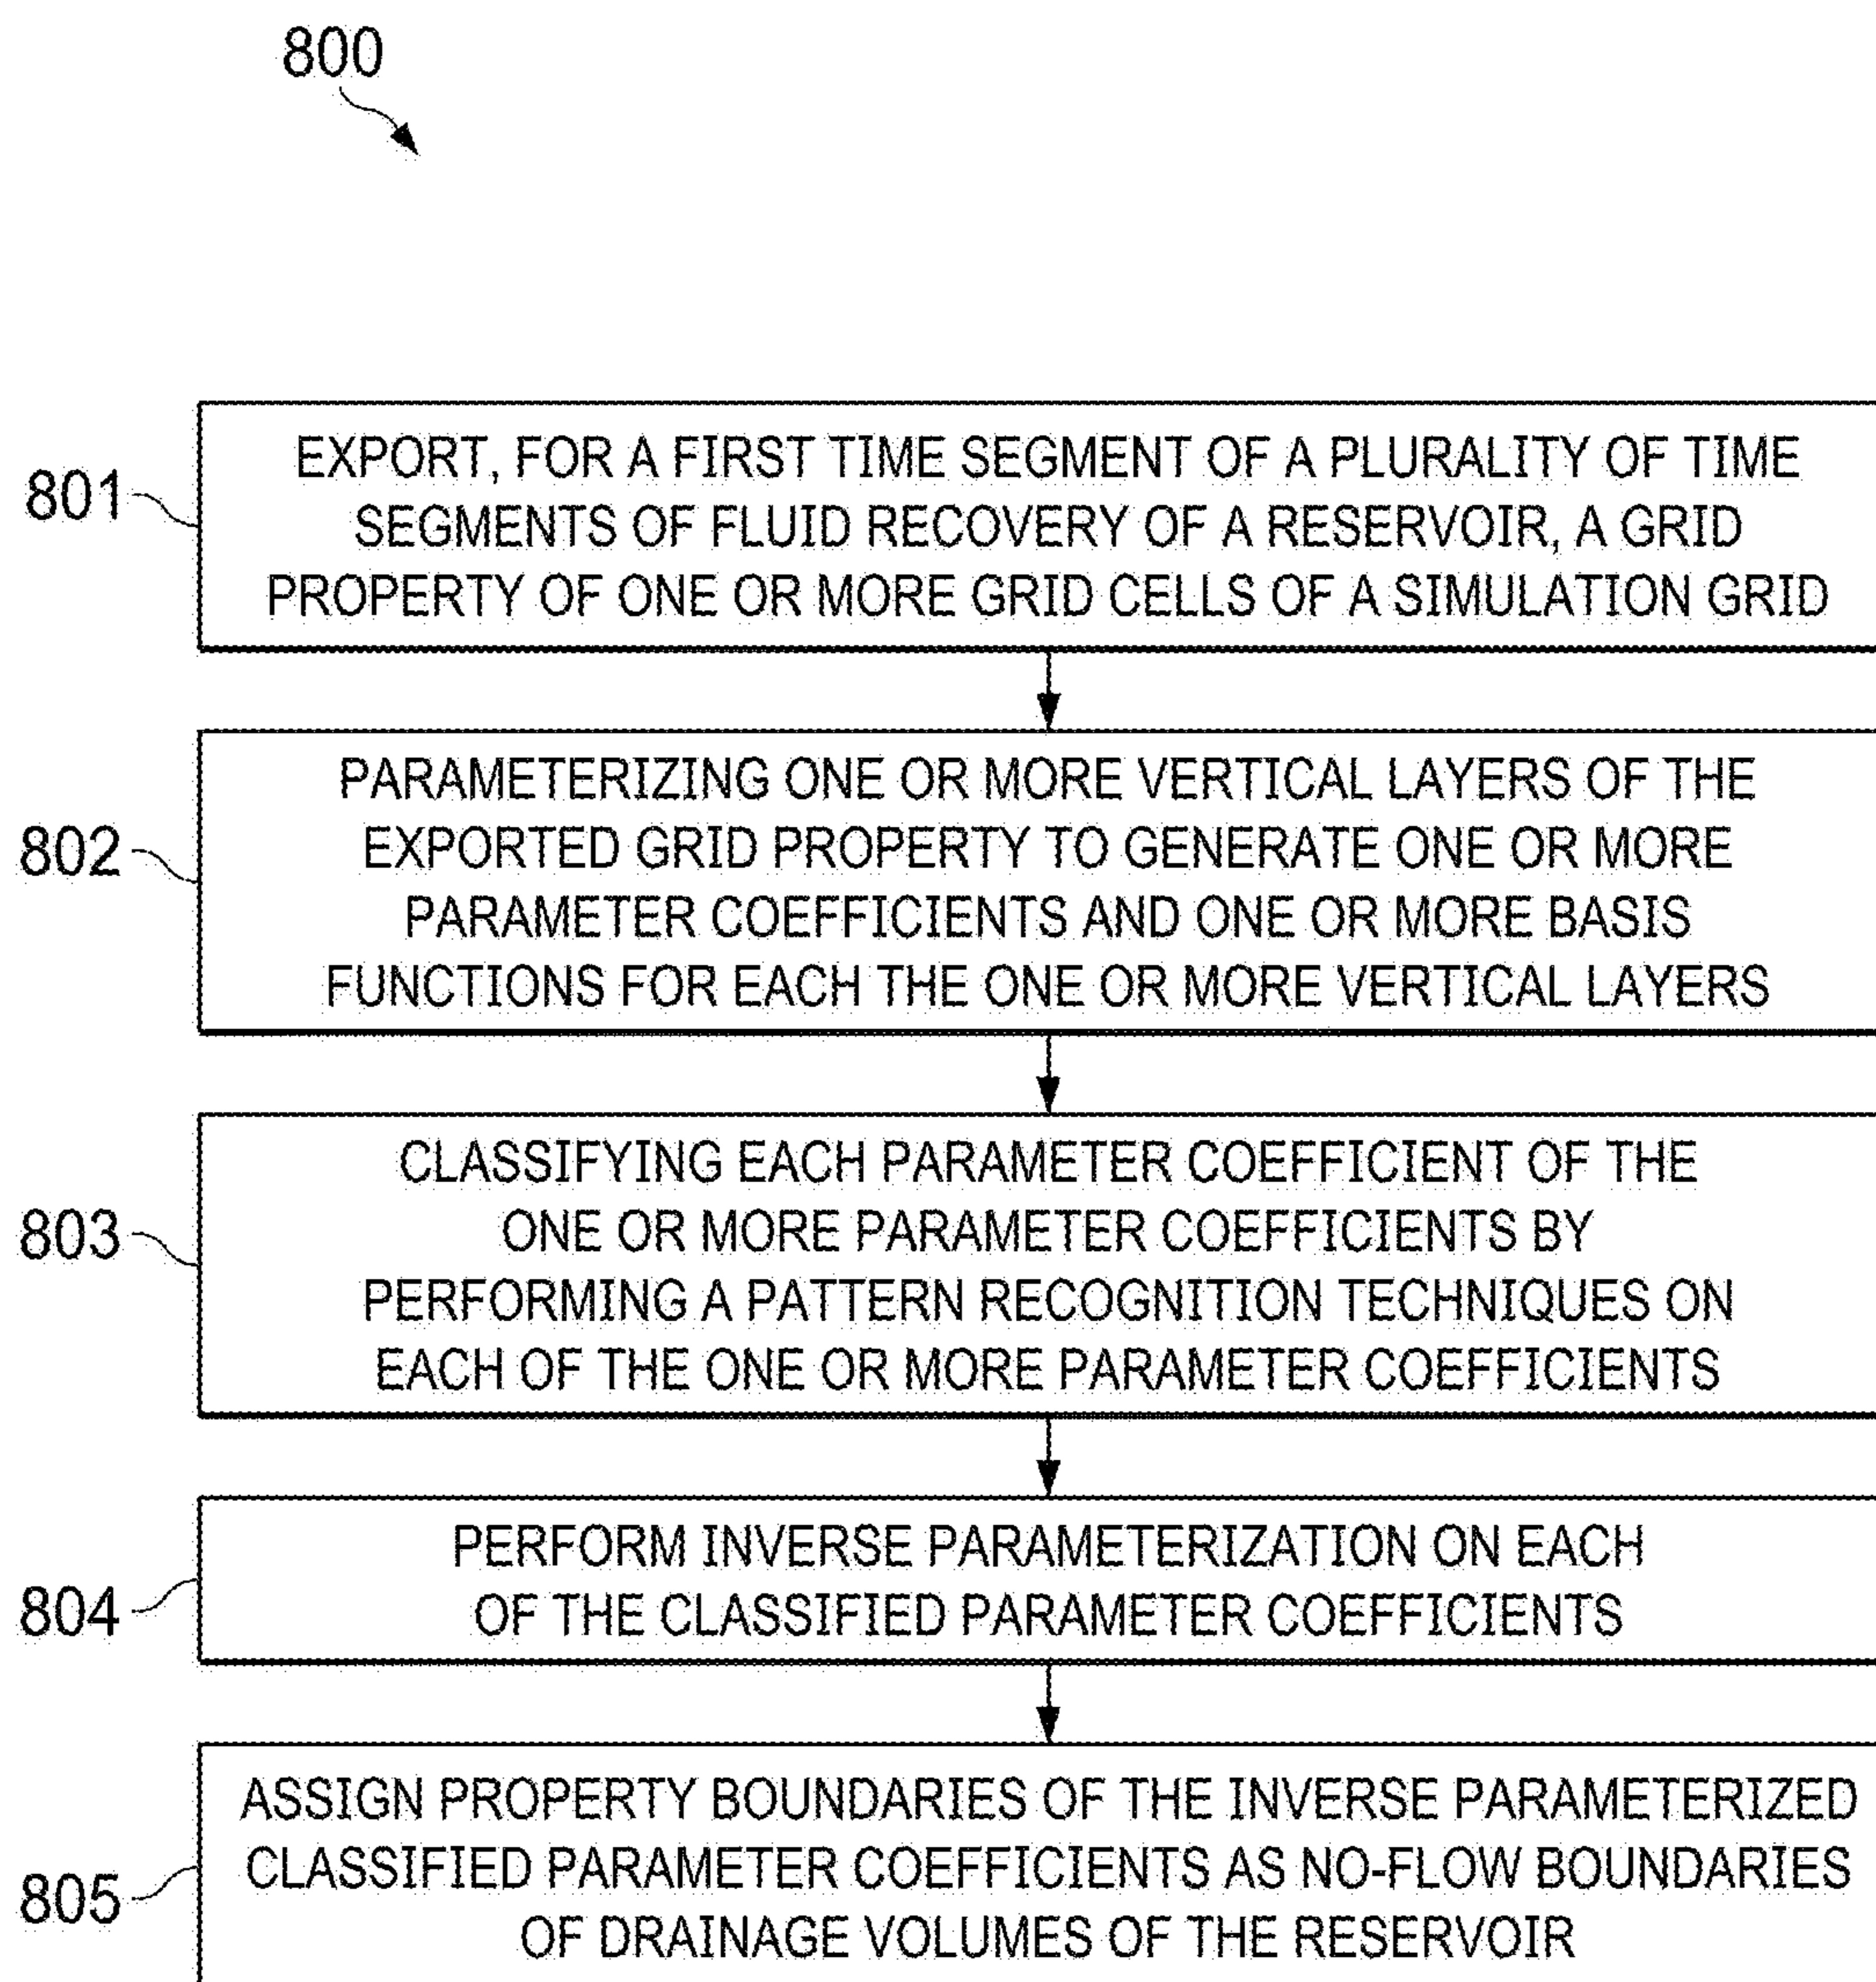 800
801
EXPORT, FOR A FIRST TIME SEGMENT OF A PLURALITY OF TIME
SEGMENTS OF FLUID RECOVERY OF A RESERVOIR, A GRID
PROPERTY OF ONE OR MORE GRID CELLS OF A SIMULATION GRID
802
PARAMETERIZING ONE OR MORE VERTICAL LAYERS OF THE
EXPORTED GRID PROPERTY TO GENERATE ONE OR MORE
PARAMETER COEFFICIENTS AND ONE OR MORE BASIS
FUNCTIONS FOR EACH THE ONE OR MORE VERTICAL LAYERS
803
CLASSIFYING EACH PARAMETER COEFFICIENT OF THE
ONE OR MORE PARAMETER COEFFICIENTS BY
PERFORMING A PATTERN RECOGNITION TECHNIQUES ON
EACH OF THE ONE OR MORE PARAMETER COEFFICIENTS
804
PERFORM INVERSE PARAMETERIZATION ON EACH
OF THE CLASSIFIED PARAMETER COEFFICIENTS
805
ASSIGN PROPERTY BOUNDARIES OF THE INVERSE PARAMETERIZED
CLASSIFIED PARAMETER COEFFICIENTS AS NO-FLOW BOUNDARIES
OF DRAINAGE VOLUMES OF THE RESERVOIR